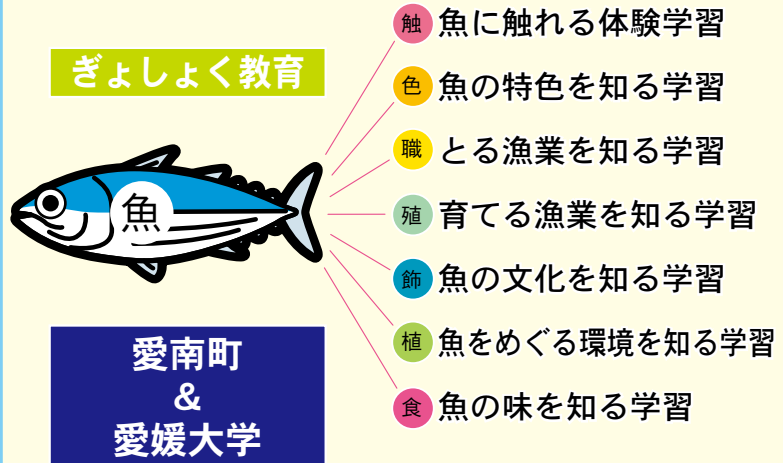 ぎょしょく教育
魚
愛南町
&
愛媛大学
触 魚に触れる体験学習
色 魚の特色を知る学習
職 とる漁業を知る学習
殖 育てる漁業を知る学習
飾 魚の文化を知る学習
植 魚をめぐる環境を知る学習
食 魚の味を知る学習